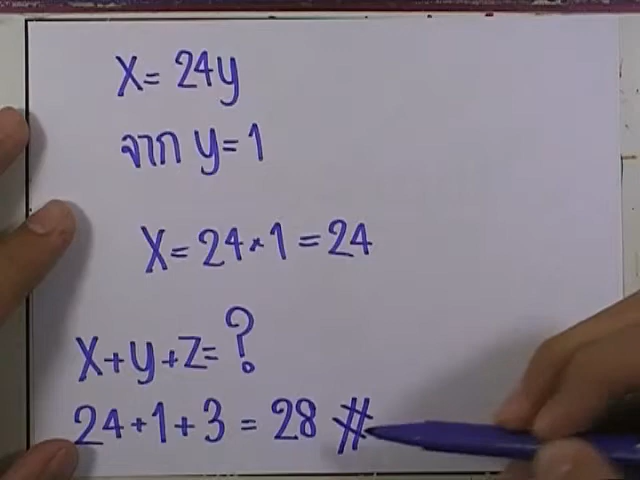 x = 24y
จาก y = 1
x = 24 × 1 = 24
x + y + z = ?
24 + 1 + 3 = 28 #